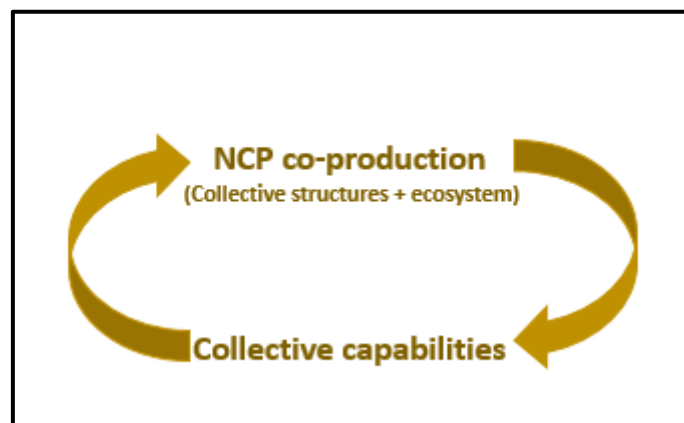 NCP co-production
(Collective structures + ecosystem)
Collective capabilities